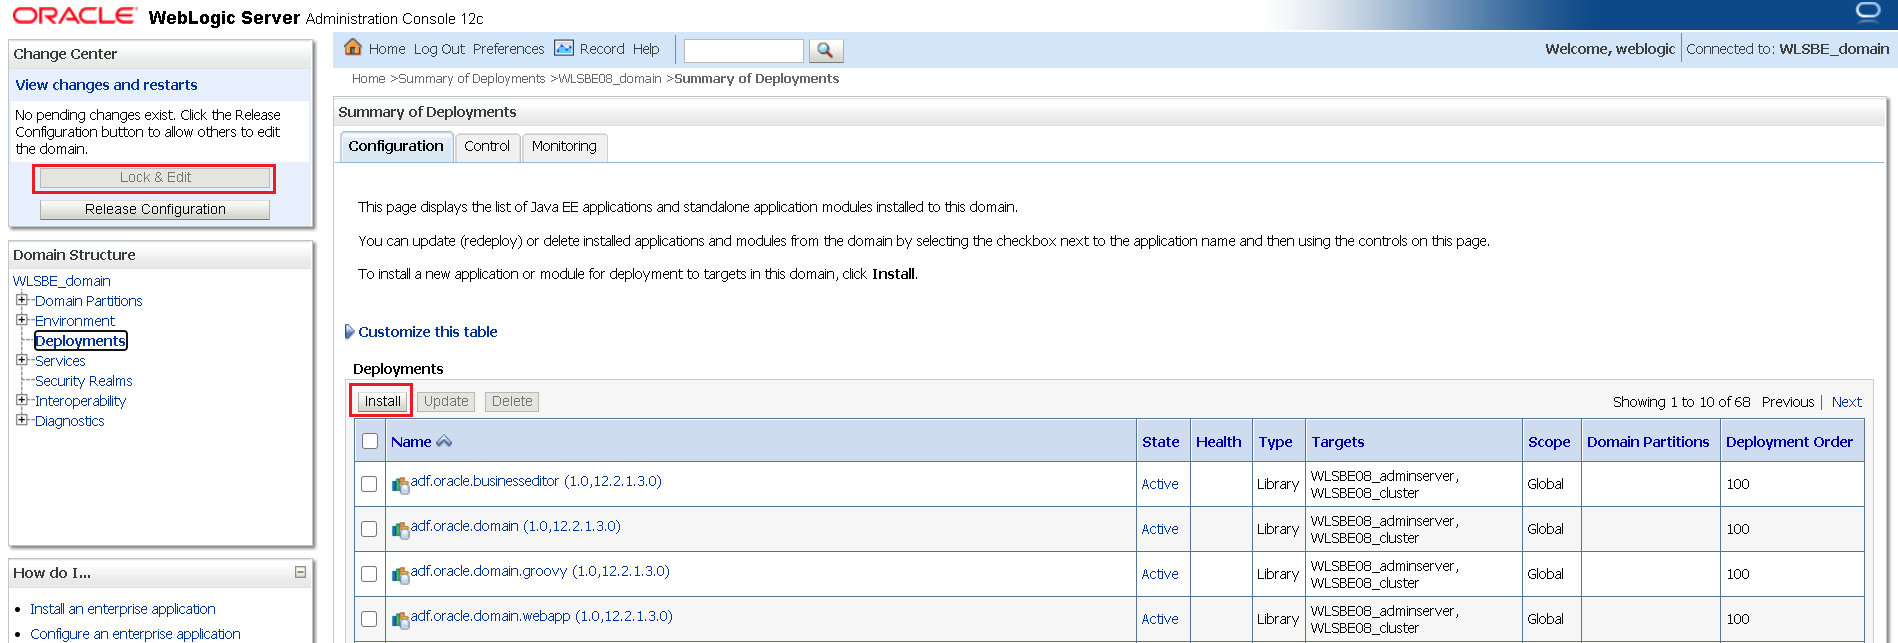 ORACLE WebLogic Server Administration Console 12c
Change Center
View changes and restarts
No pending changes exist. Click the Release
Configuration button to allow others to edit
the domain.
Lock & Edit
Release Configuration
Domain Structure
WLSBE_domain
Domain Partitions
Environment
Deployments
Services
Security Realms
Interoperability
Diagnostics
How do I...
Install an enterprise application
Configure an enterprise application
Home Log Out Preferences Record Help
Welcome, weblogic Connected to: WLSBE_domain
Home >Summary of Deployments >WLSBE08_domain >Summary of Deployments
Summary of Deployments
Configuration Control Monitoring
This page displays the list of Java EE applications and standalone application modules installed to this domain.
You can update (redeploy) or delete installed applications and modules from the domain by selecting the checkbox next to the application name and then using the controls on this page.
To install a new application or module for deployment to targets in this domain, click Install.
Customize this table
Deployments
Install Update Delete
Showing 1 to 10 of 68 Previous | Next
Name State Health Type Targets Scope Domain Partitions Deployment Order
adf.oracle.businesseditor (1.0,12.2.1.3.0) Active Library WLSBE08_adminserver, Global 100
WLSBE08_cluster
adf.oracle.domain (1.0,12.2.1.3.0) Active Library WLSBE08_adminserver, Global 100
WLSBE08_cluster
adf.oracle.domain.groovy (1.0,12.2.1.3.0) Active Library WLSBE08_adminserver, Global 100
WLSBE08_cluster
adf.oracle.domain.webapp (1.0,12.2.1.3.0) Active Library WLSBE08_adminserver, Global 100
WLSBE08_cluster